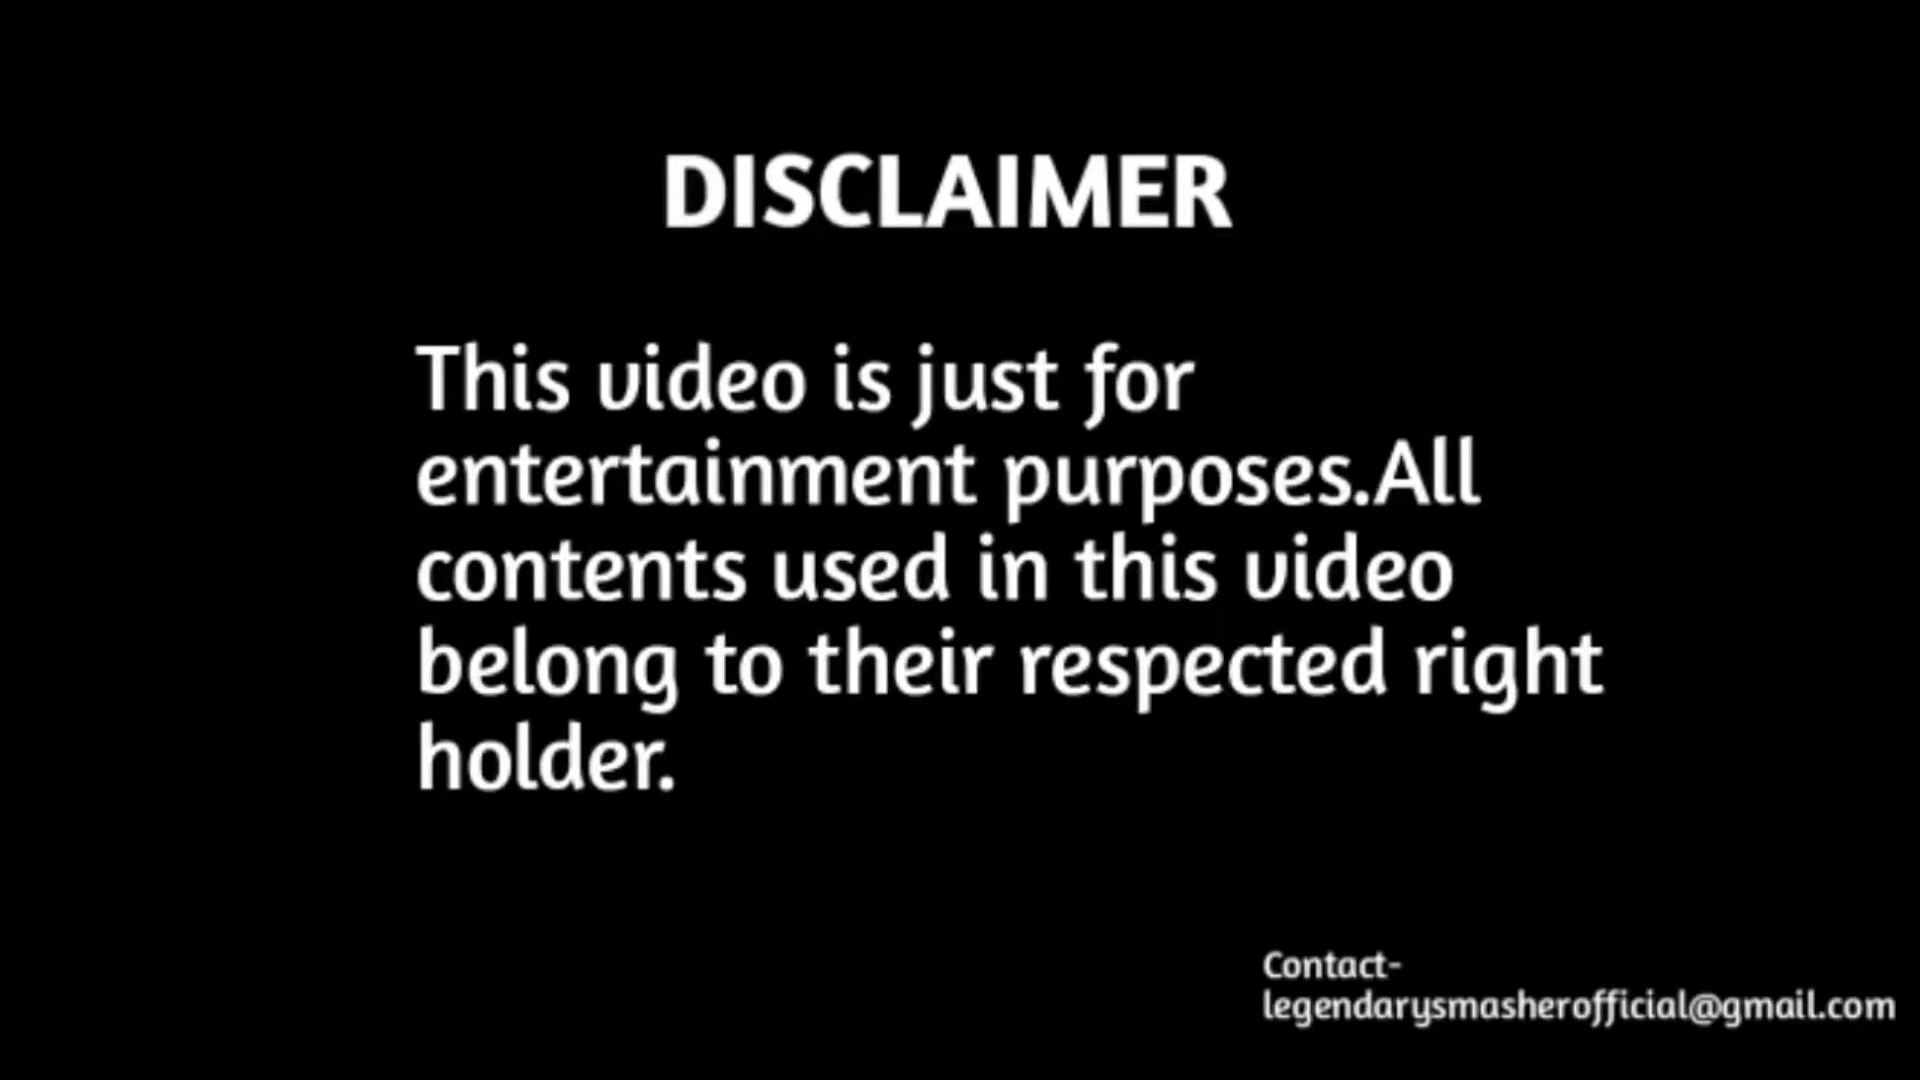 DISCLAIMER
This video is just for
entertainment purposes.All
contents used in this video
belong to their respected right
holder.
Contact-
legendarysmasherofficial@gmail.com